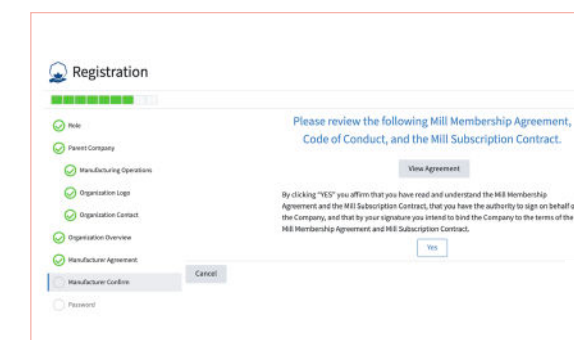 Registration
Role
Parent Company
Manufacturing Operations
Organization Logo
Organization Contact
Organization Overview
Manufacturer Agreement
Manufacturer Confirm
Password
Cancel
Please review the following Mill Membership Agreement,
Code of Conduct, and the Mill Subscription Contract.
View Agreement
By clicking "YES" you affirm that you have read and understand the Mill Membership
Agreement and the Mill Subscription Contract, that you have the authority to sign on behalf o
the Company, and that by your signature you intend to bind the Company to the terms of the
Mill Membership Agreement and Mill Subscription Contract.
Yes